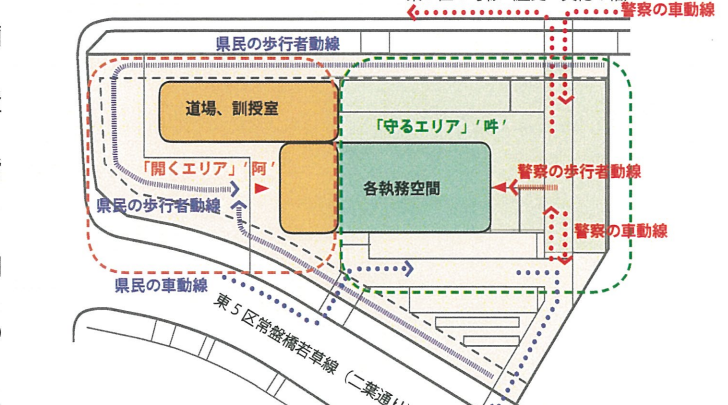 警察の車動線
県民の歩行者動線
道場、訓授室
「守るエリア」’吽’
「開くエリア」’阿’
各執務空間
警察の歩行者動線
県民の歩行者動線
警察の車動線
県民の車動線
東５区常盤橋若草線（二葉通り）